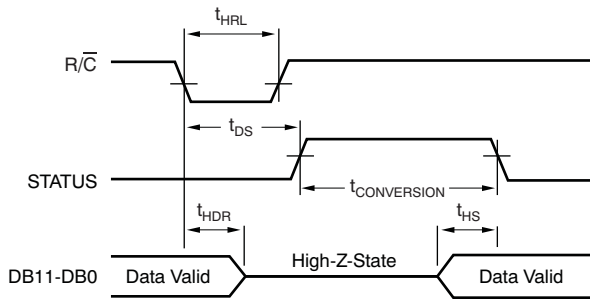 tHRL
R/C̅
tDS
STATUS
tCONVERSION
tHDR
tHS
High-Z-State
DB11-DB0
Data Valid
Data Valid